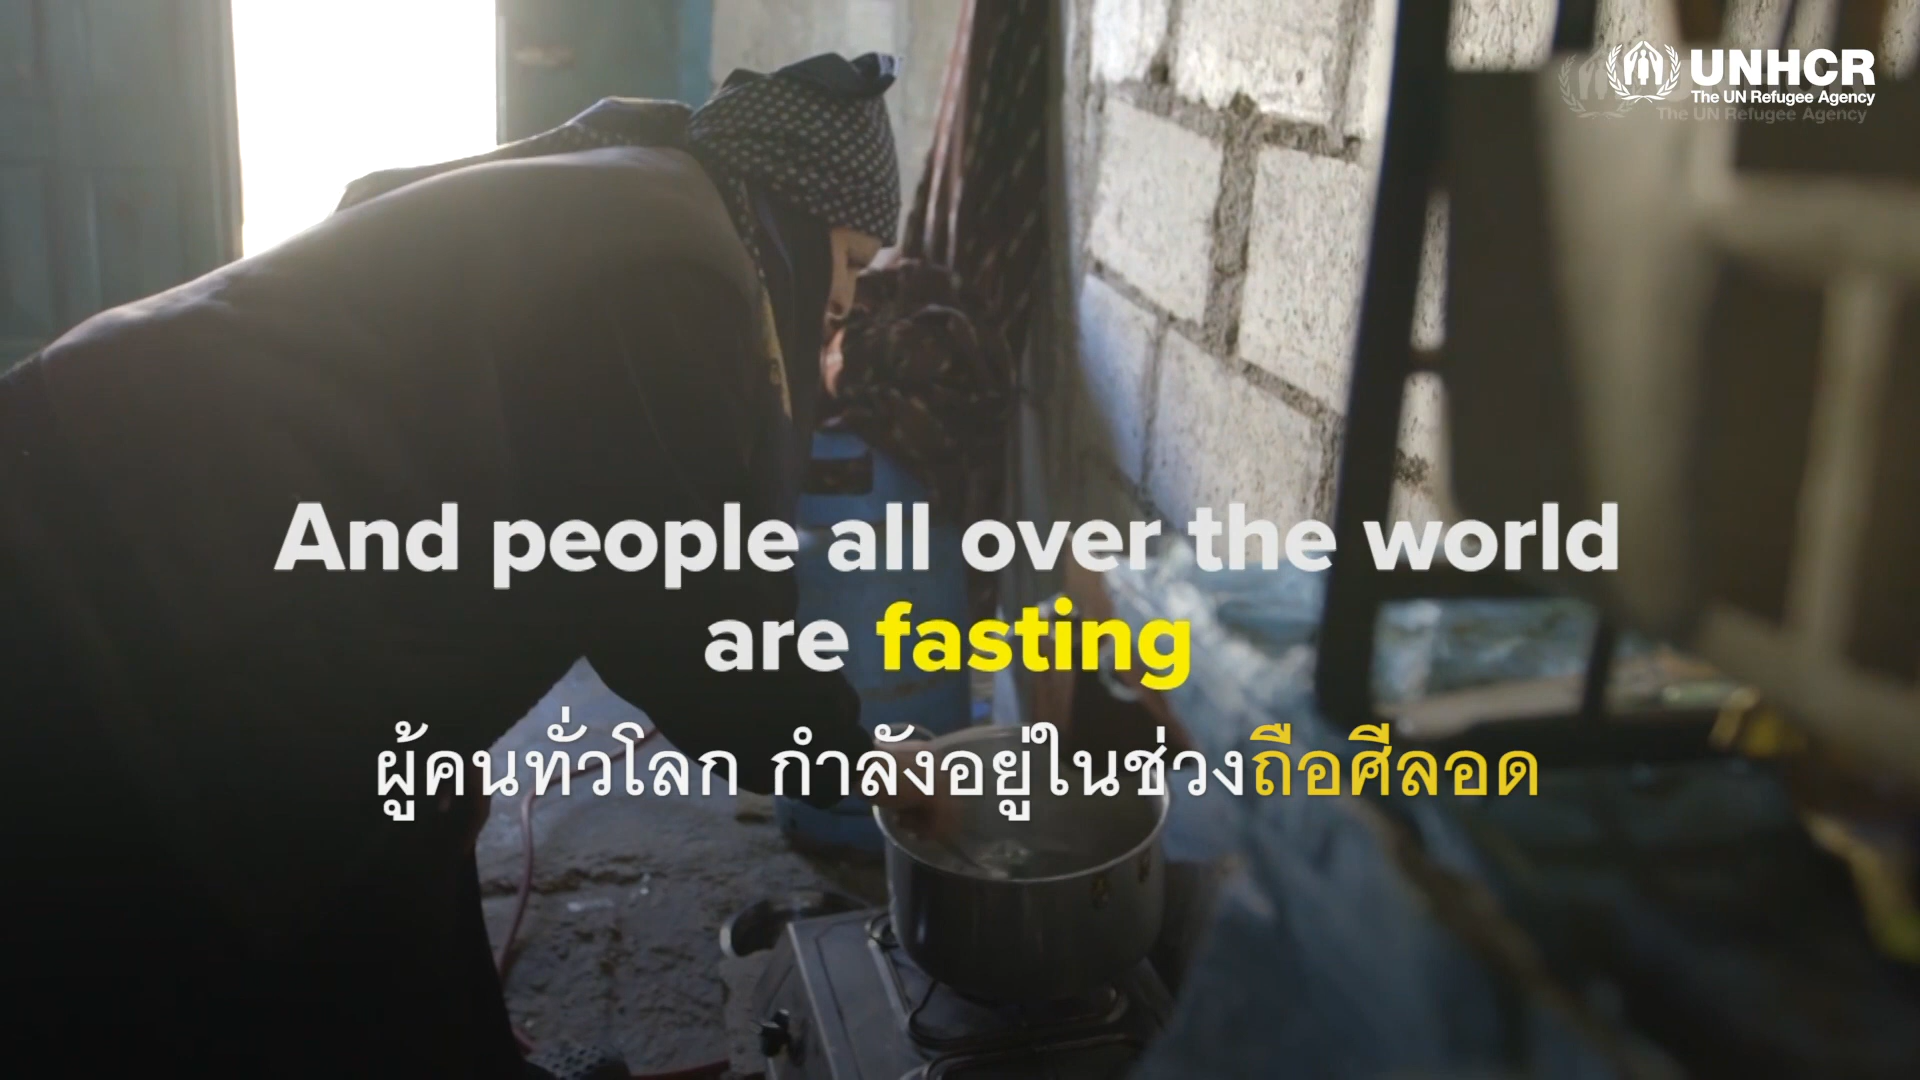 UNHCR
The UN Refugee Agency
The UN Refugee Agency
And people all over the world
are fasting
ผู้คนทั่วโลก กำลังอยู่ในช่วงถือศีลอด